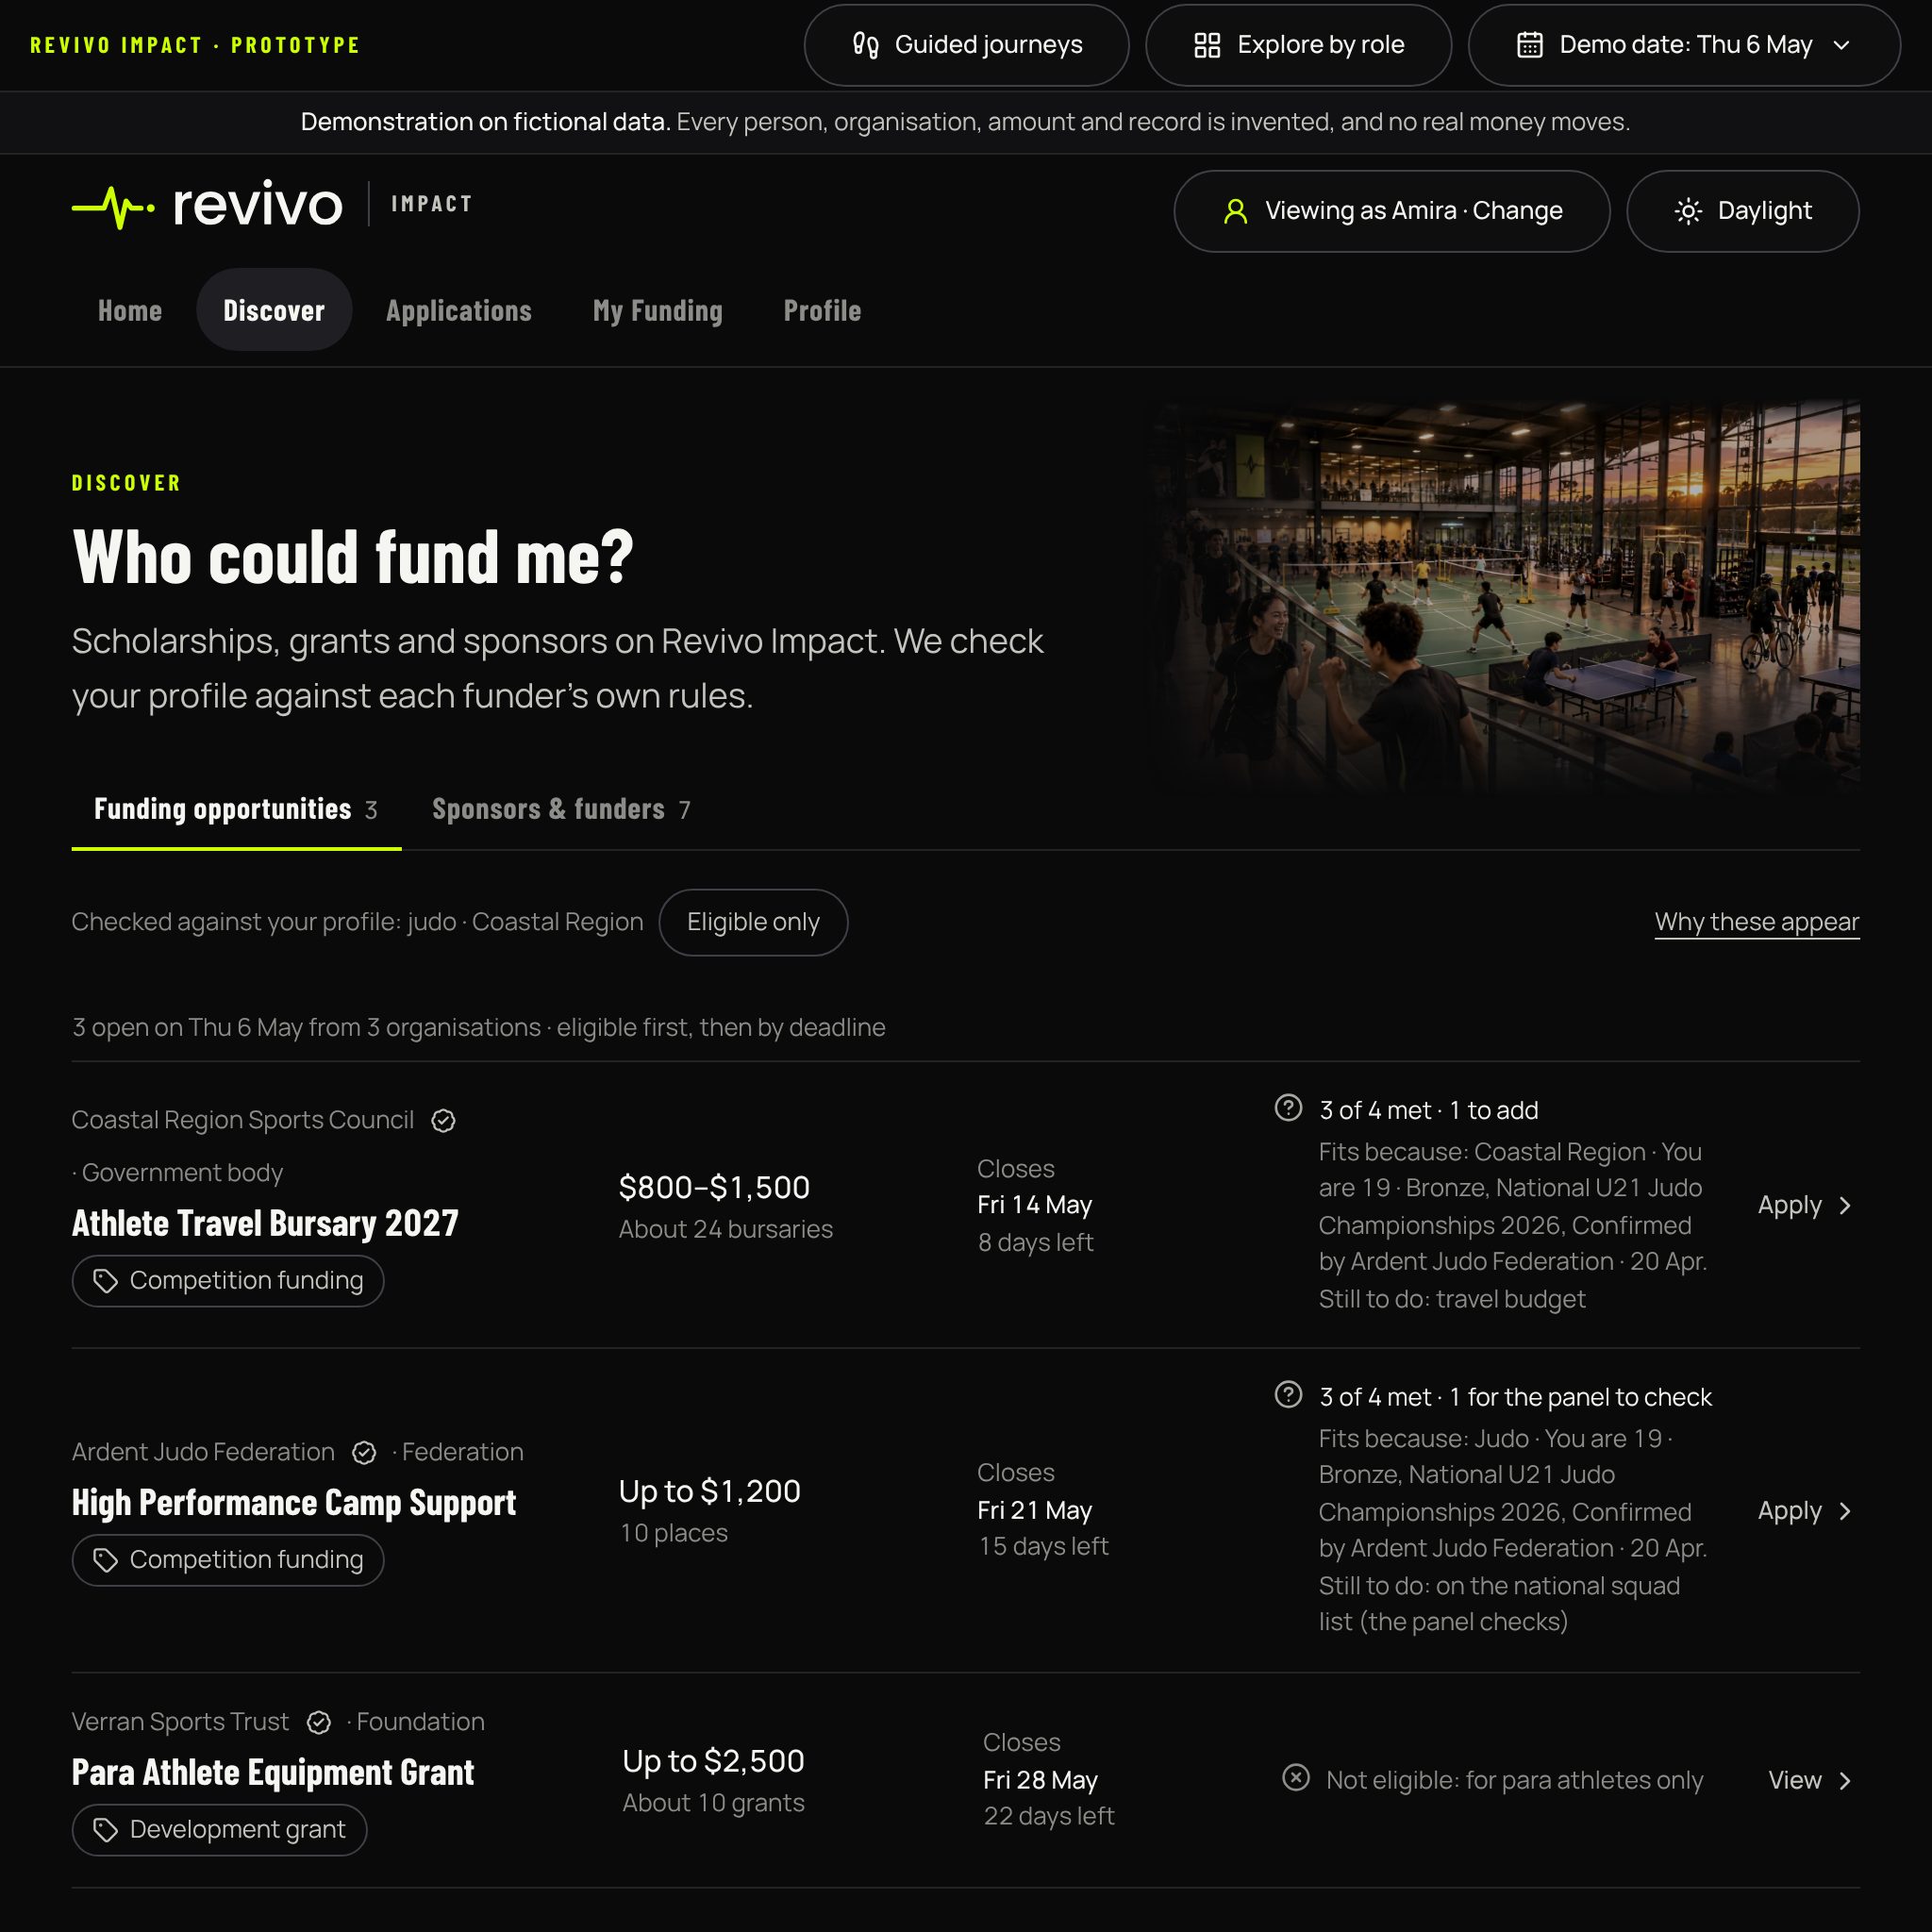 REVIVO IMPACT · PROTOTYPE
Guided journeys
Explore by role
Demo date: Thu 6 May
Demonstration on fictional data. Every person, organisation, amount and record is invented, and no real money moves.
revivo
IMPACT
Viewing as Amira · Change
Daylight
Home
Discover
Applications
My Funding
Profile
DISCOVER
Who could fund me?
Scholarships, grants and sponsors on Revivo Impact. We check
your profile against each funder’s own rules.
Funding opportunities 3
Sponsors & funders 7
Checked against your profile: judo · Coastal Region
Eligible only
Why these appear
3 open on Thu 6 May from 3 organisations · eligible first, then by deadline
Coastal Region Sports Council
· Government body
Athlete Travel Bursary 2027
Competition funding
$800–$1,500
About 24 bursaries
Closes
Fri 14 May
8 days left
3 of 4 met · 1 to add
Fits because: Coastal Region · You
are 19 · Bronze, National U21 Judo
Championships 2026, Confirmed
by Ardent Judo Federation · 20 Apr.
Still to do: travel budget
Apply
Ardent Judo Federation · Federation
High Performance Camp Support
Competition funding
Up to $1,200
10 places
Closes
Fri 21 May
15 days left
3 of 4 met · 1 for the panel to check
Fits because: Judo · You are 19 ·
Bronze, National U21 Judo
Championships 2026, Confirmed
by Ardent Judo Federation · 20 Apr.
Still to do: on the national squad
list (the panel checks)
Apply
Verran Sports Trust · Foundation
Para Athlete Equipment Grant
Development grant
Up to $2,500
About 10 grants
Closes
Fri 28 May
22 days left
Not eligible: for para athletes only
View